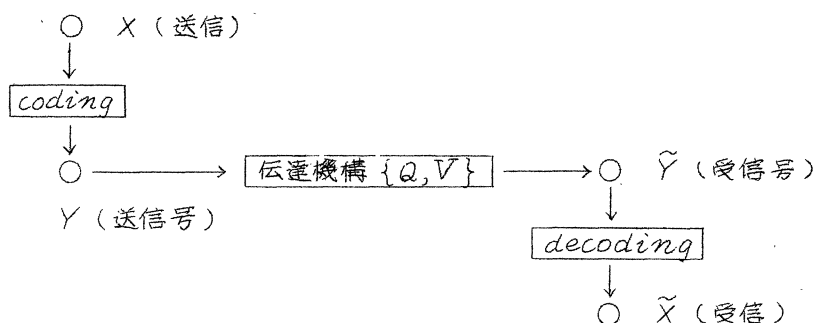 X (送信)
coding
伝達機構 {Q,V}
Ỹ (受信号)
Y (送信号)
decoding
X̃ (受信)